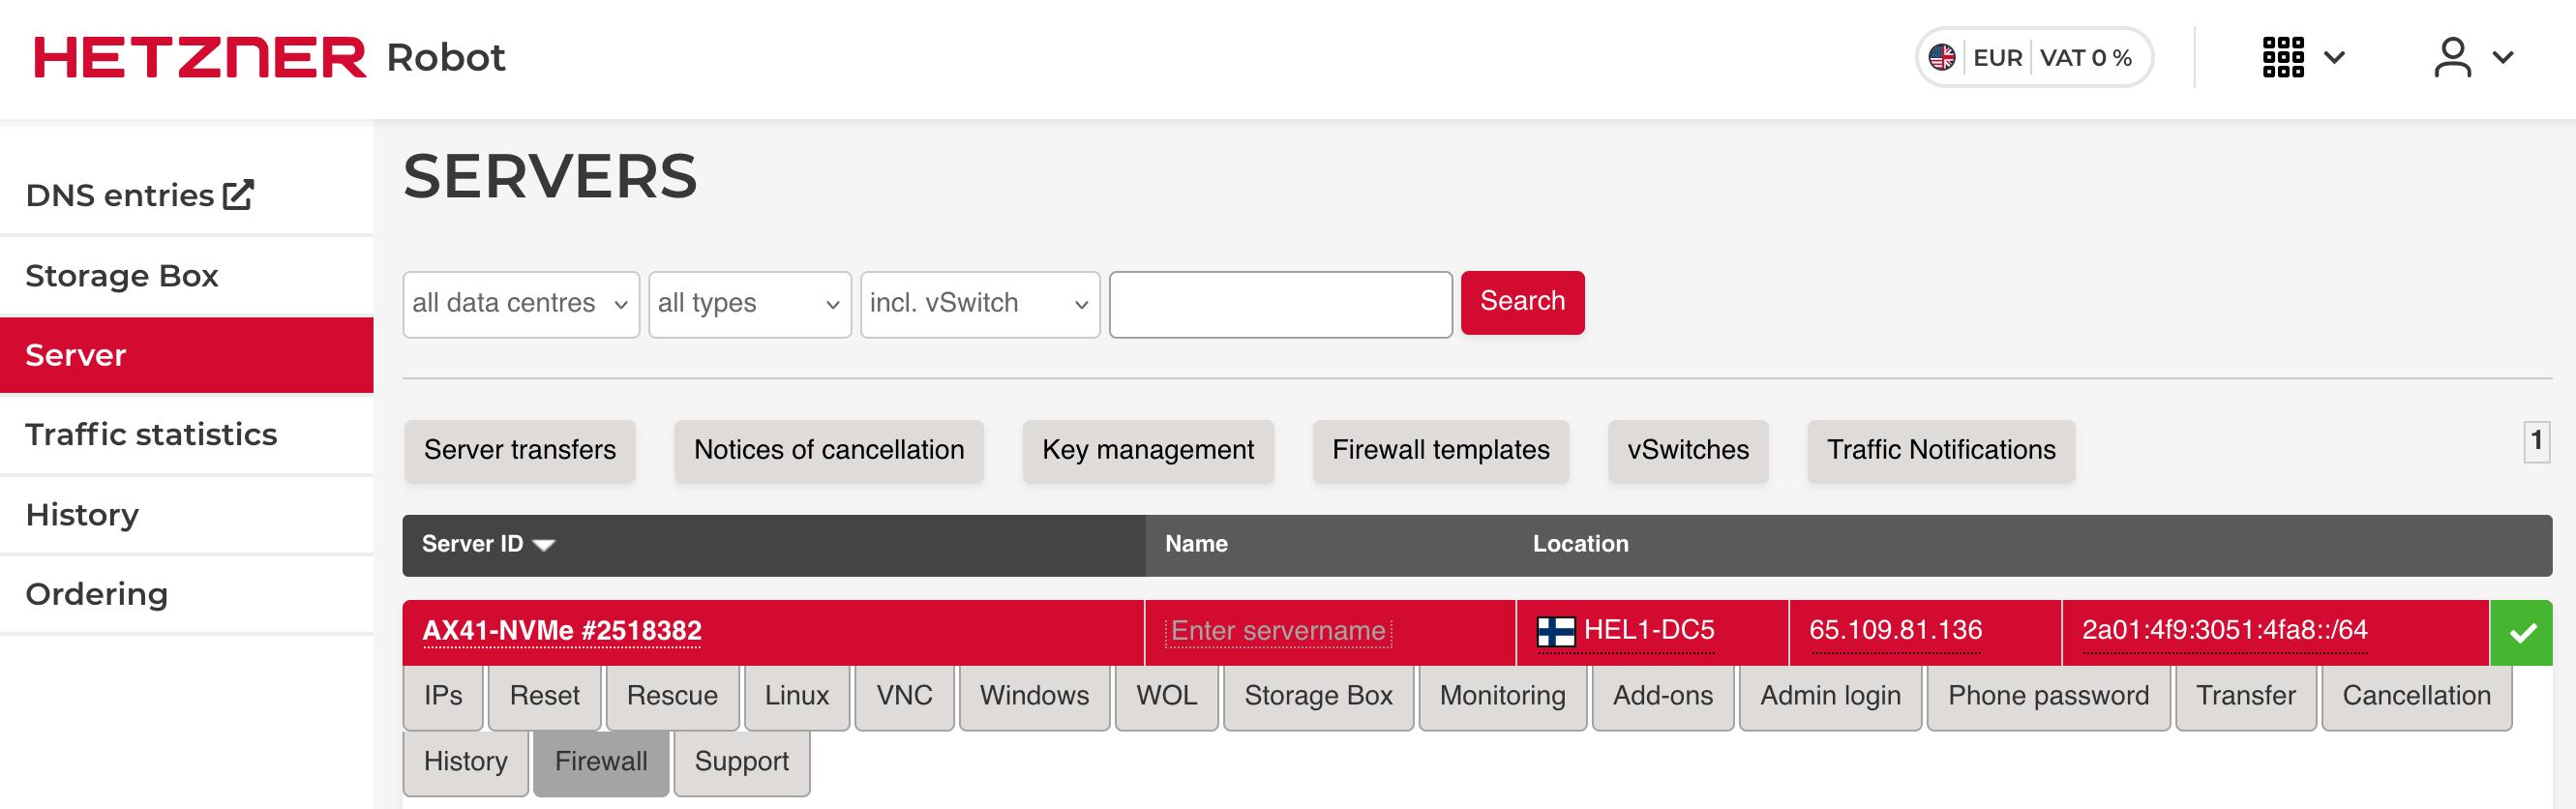 HETZNER Robot
EUR VAT 0 %
DNS entries
Storage Box
Server
Traffic statistics
History
Ordering
SERVERS
all data centres all types incl. vSwitch Search
Server transfers Notices of cancellation Key management Firewall templates vSwitches Traffic Notifications 1
Server ID Name Location
AX41-NVMe #2518382 Enter servername HEL1-DC5 65.109.81.136 2a01:4f9:3051:4fa8::/64
IPs Reset Rescue Linux VNC Windows WOL Storage Box Monitoring Add-ons Admin login Phone password Transfer Cancellation
History Firewall Support